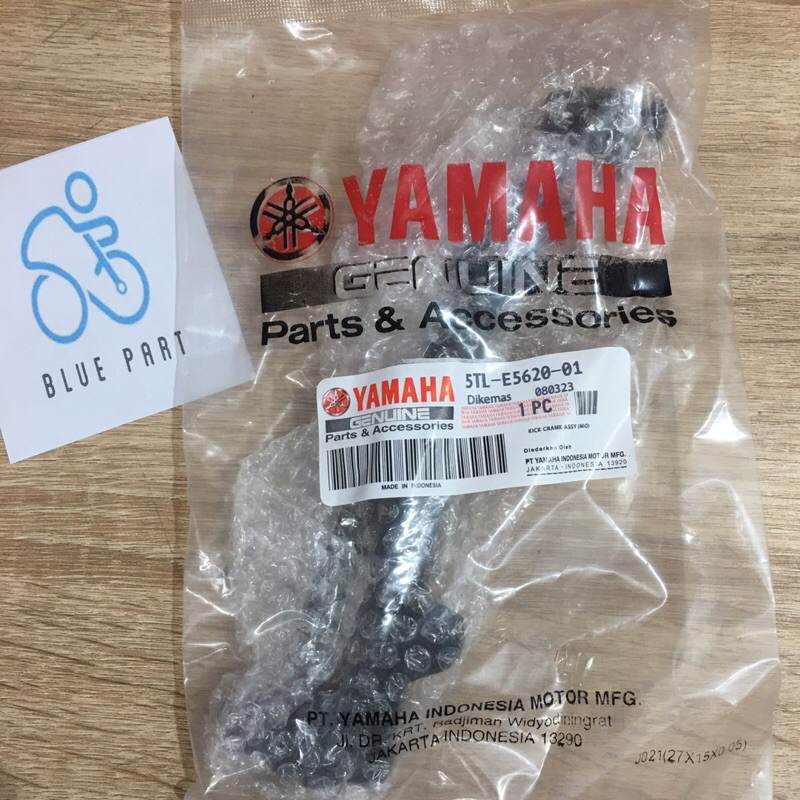 BLUE PART
YAMAHA
GENUINE
Parts & Accessories
YAMAHA
GENUINE
Parts & Accessories
5TL-E5620-01
Dikemas 080323
1 PC
KICK CRANK ASSY (MIO)
Diedarkan Oleh
PT. YAMAHA INDONESIA MOTOR MFG.
JAKARTA-INDONESIA 13920
MADE IN INDONESIA
PT. YAMAHA INDONESIA MOTOR MFG.
JL. DR. KRT. Radjiman Widyodiningrat
JAKARTA-INDONESIA 13290
J021(27X15X0.05)